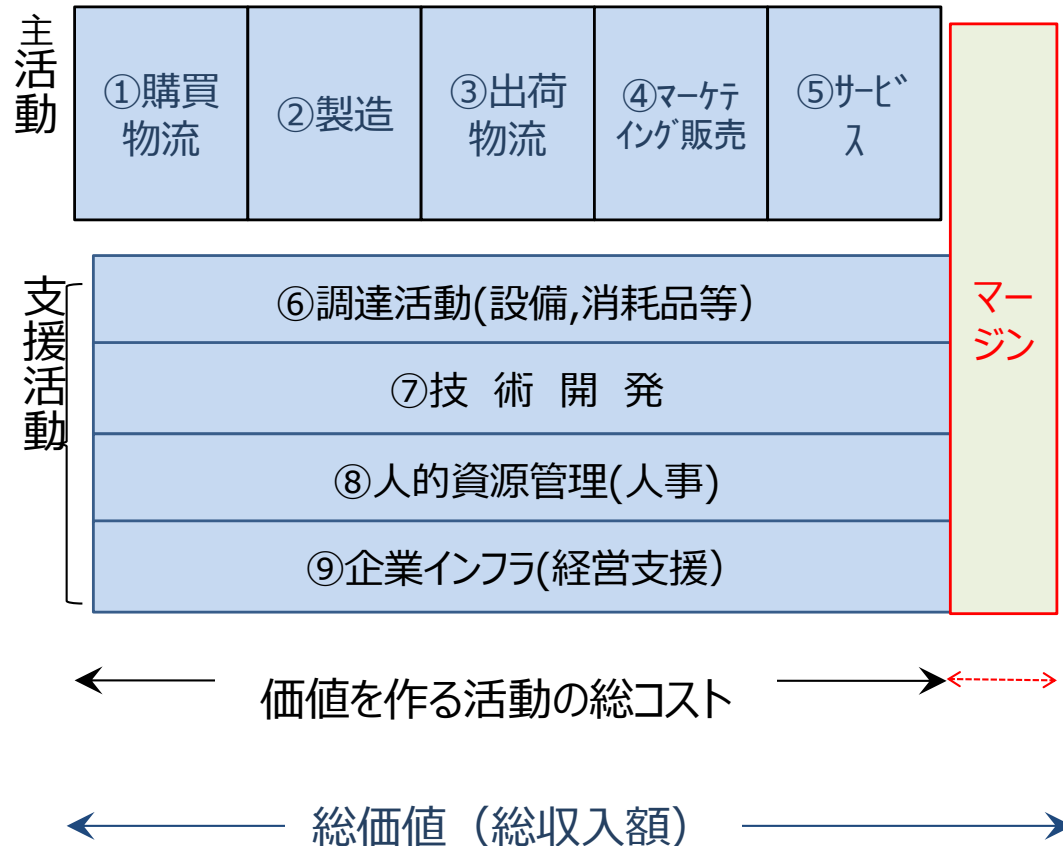 主活動
①購買
物流
②製造
③出荷
物流
④ﾏｰｹﾃ
ｨﾝｸﾞ販売
⑤ｻｰﾋﾞ
ｽ
支援活動
⑥調達活動(設備,消耗品等）
⑦技 術 開 発
⑧人的資源管理(人事)
⑨企業インフラ(経営支援）
マー
ジン
価値を作る活動の総コスト
総価値（総収入額）